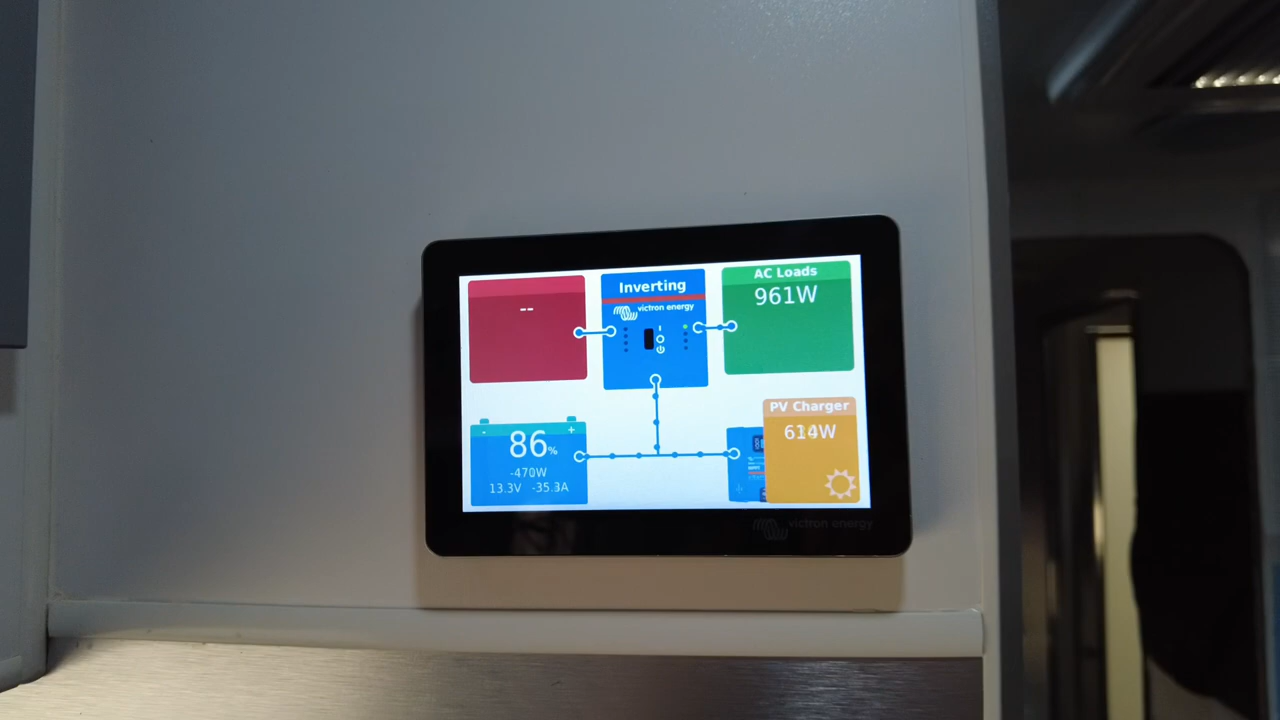 --
Inverting
victron energy
AC Loads
961W
86%
-470W
13.3V -35.3A
PV Charger
614W
victron energy